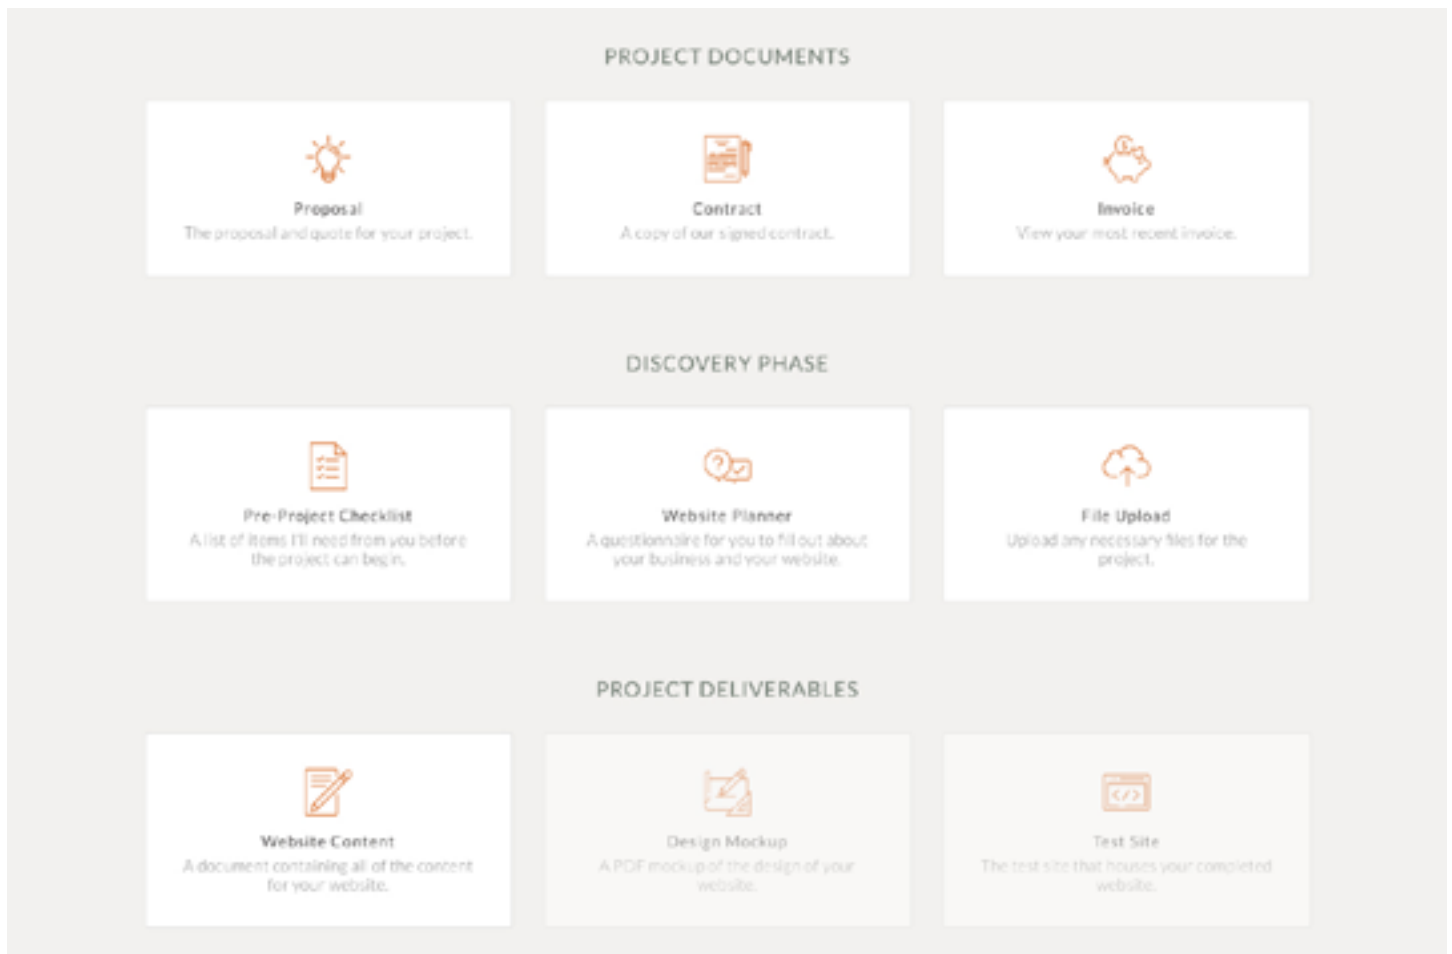 PROJECT DOCUMENTS
Proposal
The proposal and quote for your project.
Contract
A copy of our signed contract.
Invoice
View your most recent invoice.
DISCOVERY PHASE
Pre-Project Checklist
A list of items I'll need from you before
the project can begin.
Website Planner
A questionnaire for you to fill out about
your business and your website.
File Upload
Upload any necessary files for the
project.
PROJECT DELIVERABLES
Website Content
A document containing all of the content
for your website.
Design Mockup
A PDF mockup of the design of your
website.
Test Site
The test site that houses your completed
website.